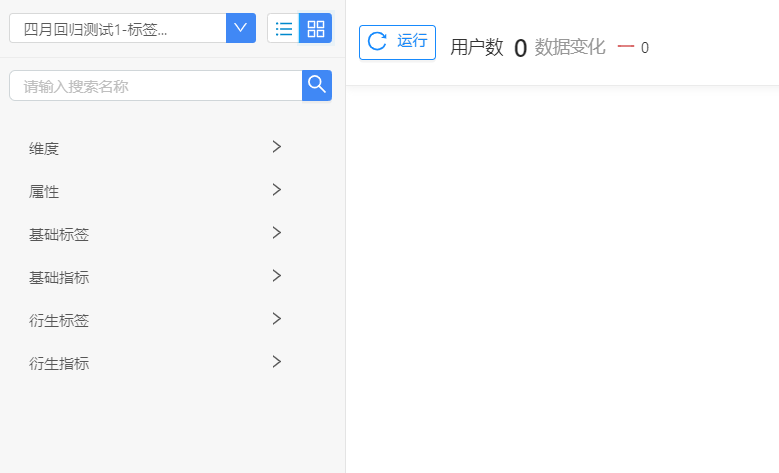 四月回归测试1-标签...
运行
用户数 0 数据变化 — 0
请输入搜索名称
维度
属性
基础标签
基础指标
衍生标签
衍生指标